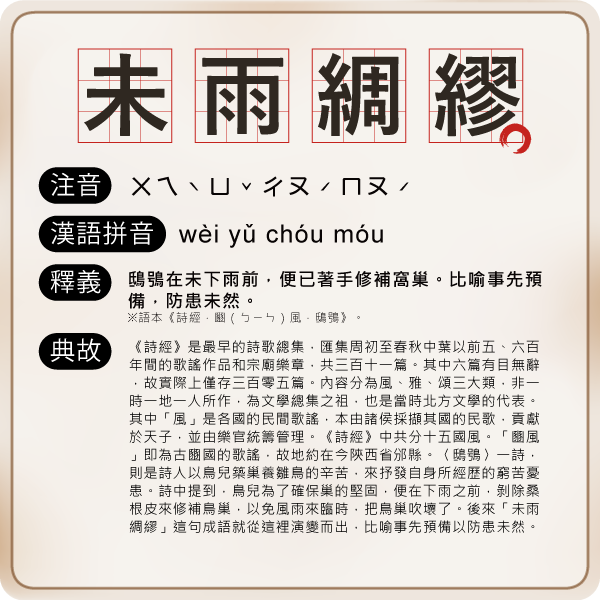 未雨綢繆
注音 ㄨㄟˋ ㄩˇ ㄔㄡˊ ㄇㄡˊ
漢語拼音 wèi yǔ chóu móu
釋義 鴟鴞在未下雨前，便已著手修補窩巢。比喻事先預
備，防患未然。
※語本《詩經．豳（ㄅㄧㄣ）風．鴟鴞》。
典故 《詩經》是最早的詩歌總集，匯集周初至春秋中葉以前五、六百
年間的歌謠作品和宗廟樂章，共三百十一篇。其中六篇有目無辭
，故實際上僅存三百零五篇。內容分為風、雅、頌三大類，非一
時一地一人所作，為文學總集之祖，也是當時北方文學的代表。
其中「風」是各國的民間歌謠，本由諸侯採擷其國的民歌，貢獻
於天子，並由樂官統籌管理。《詩經》中共分十五國風。「豳風
」即為古豳國的歌謠，故地約在今陝西省邠縣。〈鴟鴞〉一詩，
則是詩人以鳥兒築巢養雛鳥的辛苦，來抒發自身所經歷的窮苦憂
患。詩中提到，鳥兒為了確保巢的堅固，便在下雨之前，剝除桑
根皮來修補鳥巢，以免風雨來臨時，把鳥巢吹壞了。後來「未雨
綢繆」這句成語就從這裡演變而出，比喻事先預備以防患未然。